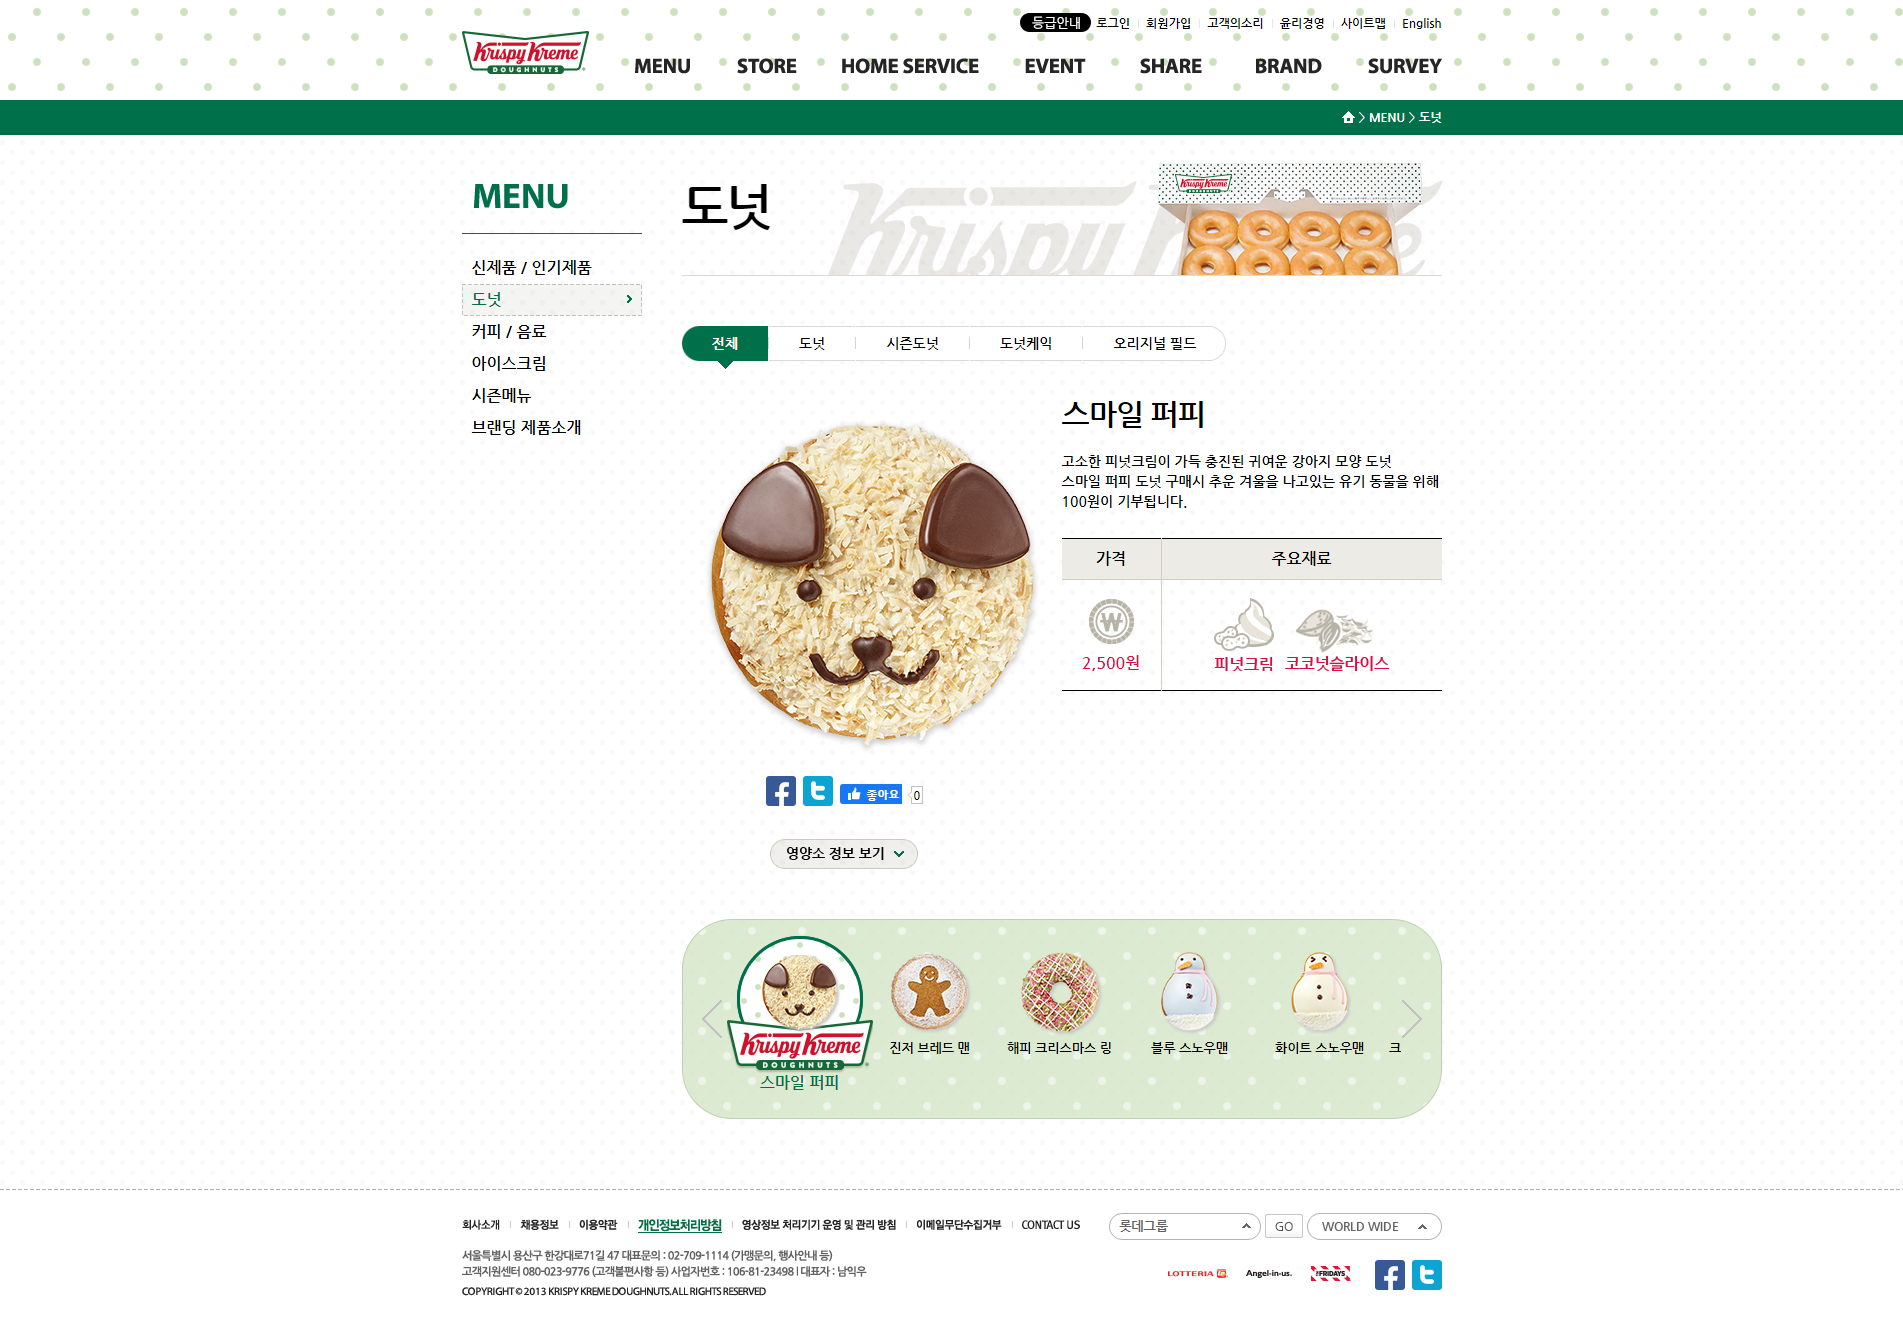 등급안내 로그인 회원가입 고객의소리 윤리경영 사이트맵 English
Krispy Kreme
DOUGHNUTS
MENU STORE HOME SERVICE EVENT SHARE BRAND SURVEY
> MENU > 도넛
MENU
신제품 / 인기제품
도넛
커피 / 음료
아이스크림
시즌메뉴
브랜딩 제품소개
도넛
Krispy Kreme
Krispy Kreme
전체 도넛 시즌도넛 도넛케익 오리지널 필드
스마일 퍼피
고소한 피넛크림이 가득 충진된 귀여운 강아지 모양 도넛
스마일 퍼피 도넛 구매시 추운 겨울을 나고있는 유기 동물을 위해
100원이 기부됩니다.
가격 주요재료
2,500원 피넛크림 코코넛슬라이스
좋아요 0
영양소 정보 보기
Krispy Kreme
DOUGHNUTS
스마일 퍼피
진저 브레드 맨
해피 크리스마스 링
블루 스노우맨
화이트 스노우맨
크
회사소개 채용정보 이용약관 개인정보처리방침 영상정보 처리기기 운영 및 관리 방침 이메일무단수집거부 CONTACT US
롯데그룹 GO WORLD WIDE
서울특별시 용산구 한강대로71길 47 대표문의 : 02-709-1114 (가맹문의, 행사안내 등)
고객지원센터 080-023-9776 (고객불편사항 등) 사업자번호 : 106-81-23498 | 대표자 : 남익우
COPYRIGHT © 2013 KRISPY KREME DOUGHNUTS. ALL RIGHTS RESERVED
LOTTERIA Angel-in-us. FRIDAYS